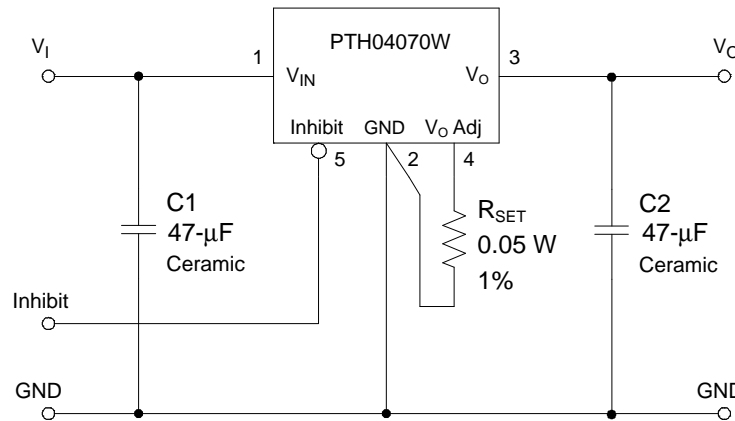 PTH04070W
V_I
1
V_IN
V_O
3
V_O
Inhibit
GND
V_O Adj
5
2
4
C1
47-μF
Ceramic
R_SET
0.05 W
1%
C2
47-μF
Ceramic
Inhibit
GND
GND